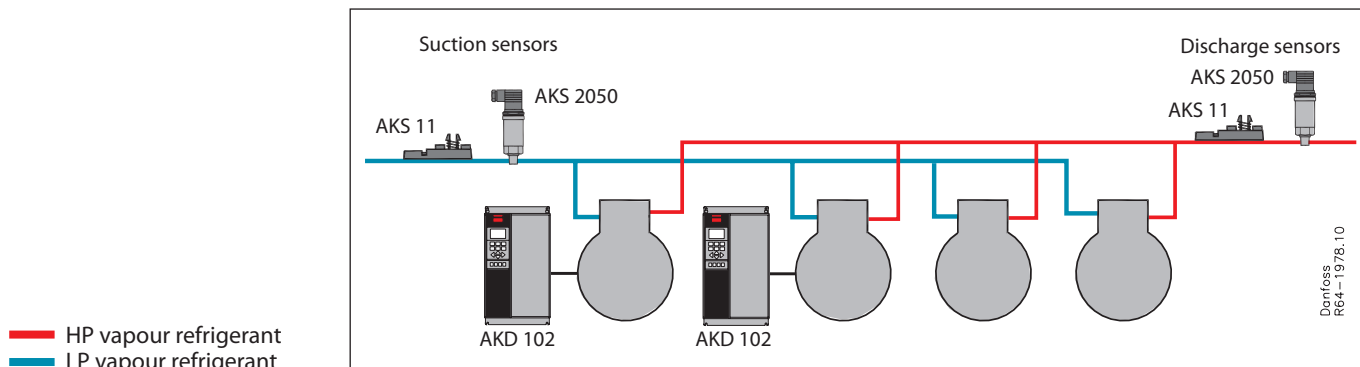 Suction sensors
Discharge sensors
AKS 2050
AKS 2050
AKS 11
AKS 11
Danfoss
R64-1978.10
AKD 102
AKD 102
HP vapour refrigerant
LP vapour refrigerant